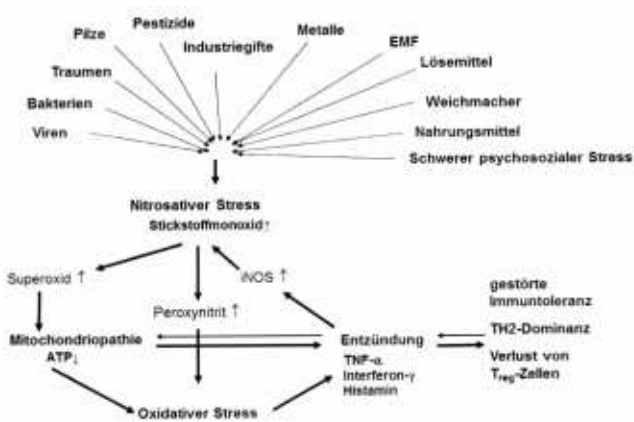 Pestizide
Pilze
Metalle
Industriegifte
EMF
Lösemittel
Traumen
Bakterien
Weichmacher
Viren
Nahrungsmittel
Schwerer psychosozialer Stress
Nitrosativer Stress
Stickstoffmonoxid↑
Superoxid ↑
iNOS ↑
Peroxynitrit ↑
gestörte
Immuntoleranz
Mitochondriopathie
ATP↓
Entzündung
TNF-α
Interferon-γ
Histamin
TH2-Dominanz
Verlust von
Treg-Zellen
Oxidativer Stress